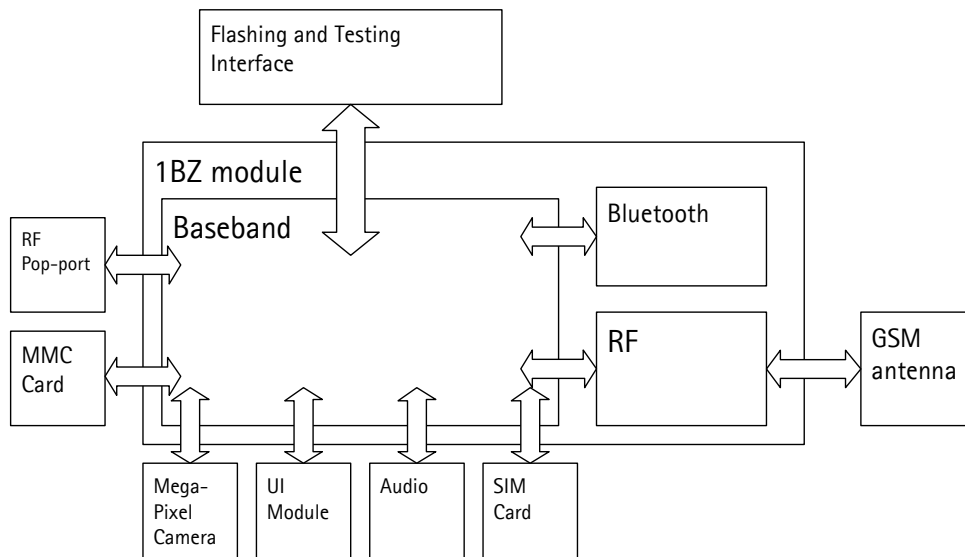 Flashing and Testing
Interface
1BZ module
Baseband
Bluetooth
RF
Pop-port
MMC
Card
RF
GSM
antenna
Mega-
Pixel
Camera
UI
Module
Audio
SIM
Card